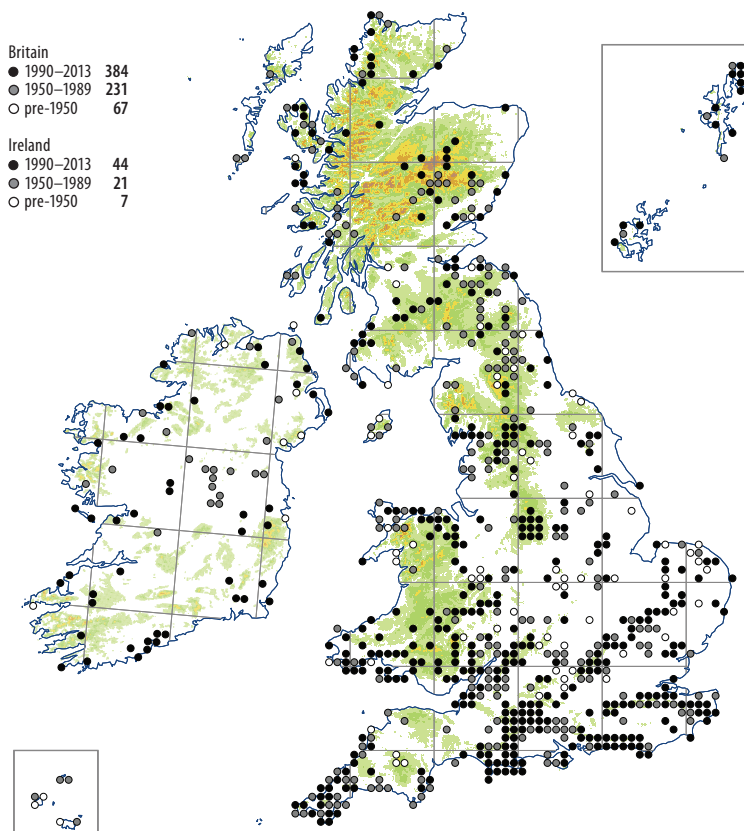 Britain
1990–2013 384
1950–1989 231
pre-1950 67
Ireland
1990–2013 44
1950–1989 21
pre-1950 7